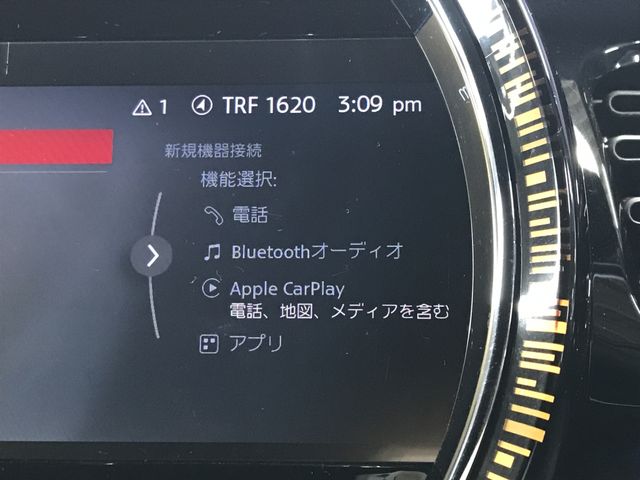 1 TRF 1620 3:09 pm
新規機器接続
機能選択:
電話
Bluetoothオーディオ
Apple CarPlay
電話、地図、メディアを含む
アプリ